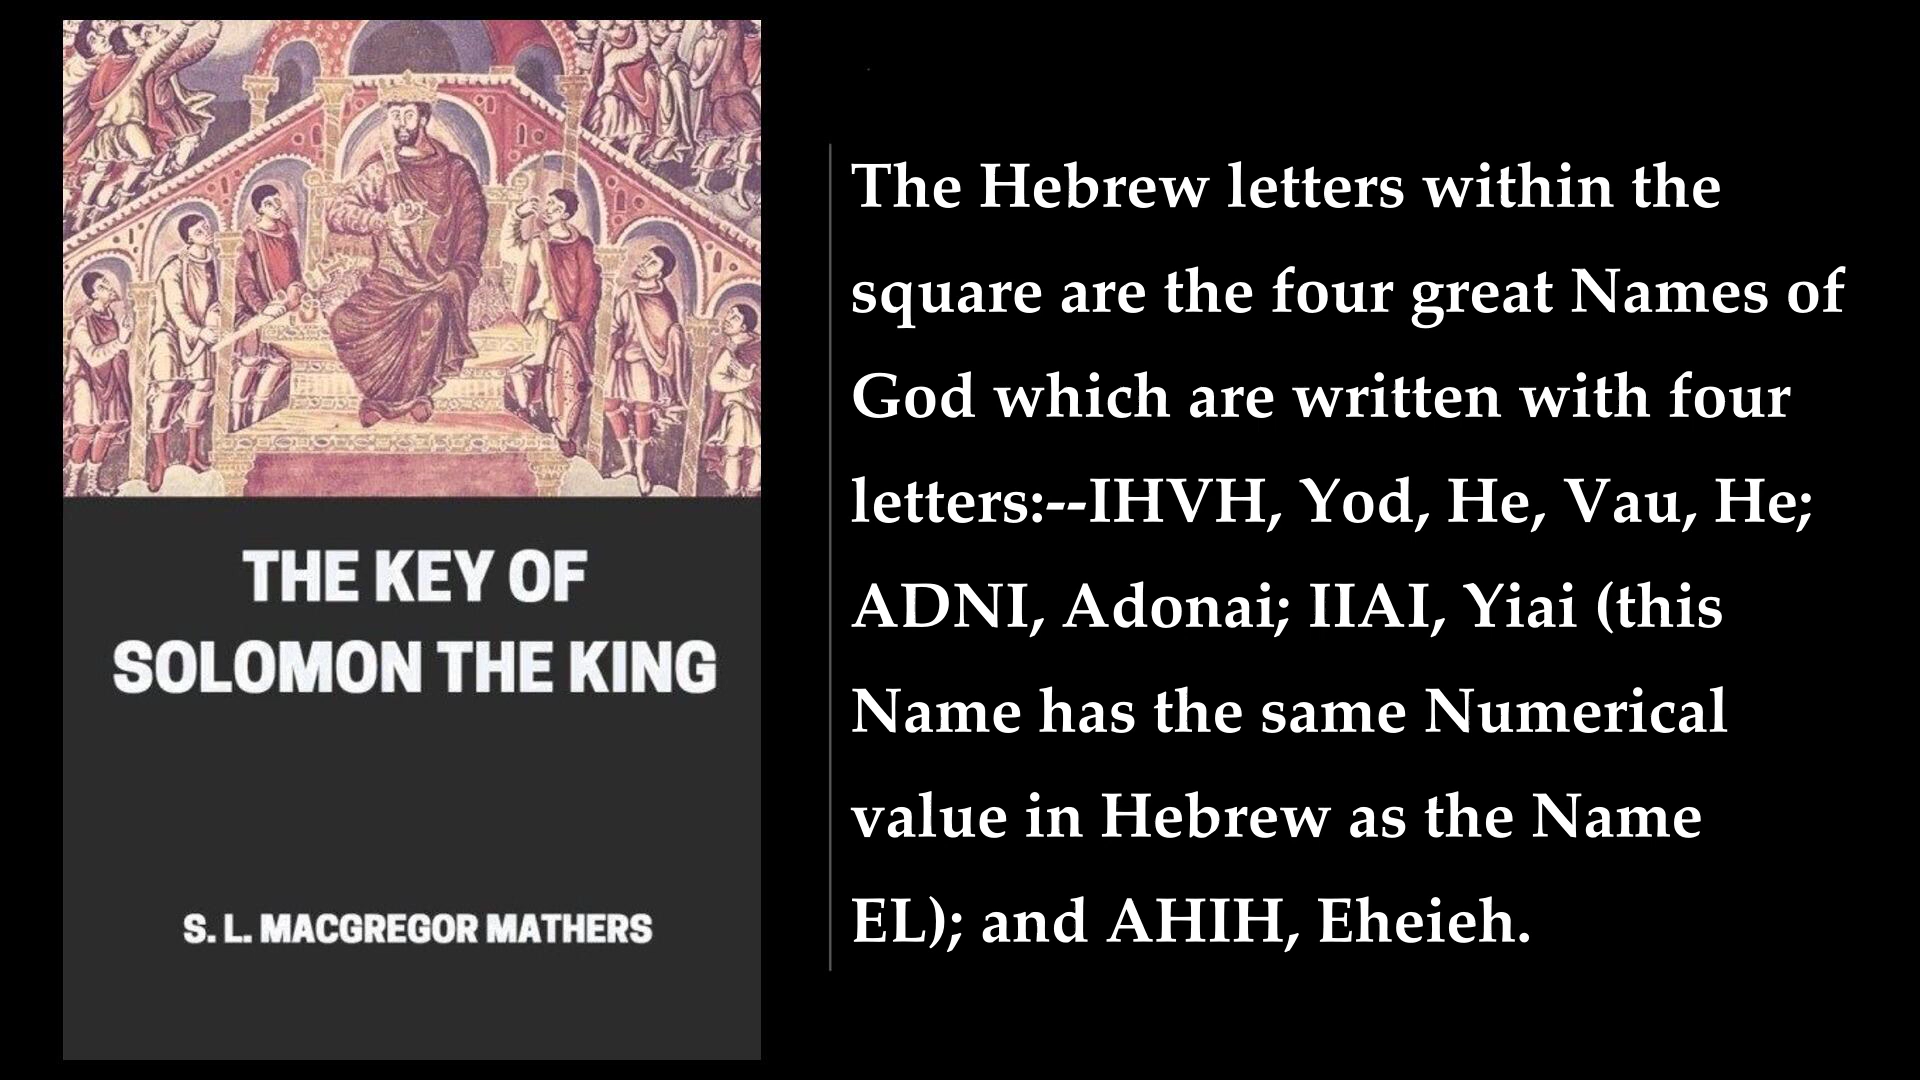 THE KEY OF
SOLOMON THE KING
S. L. MACGREGOR MATHERS
The Hebrew letters within the
square are the four great Names of
God which are written with four
letters:--IHVH, Yod, He, Vau, He;
ADNI, Adonai; IIAI, Yiai (this
Name has the same Numerical
value in Hebrew as the Name
EL); and AHIH, Eheieh.